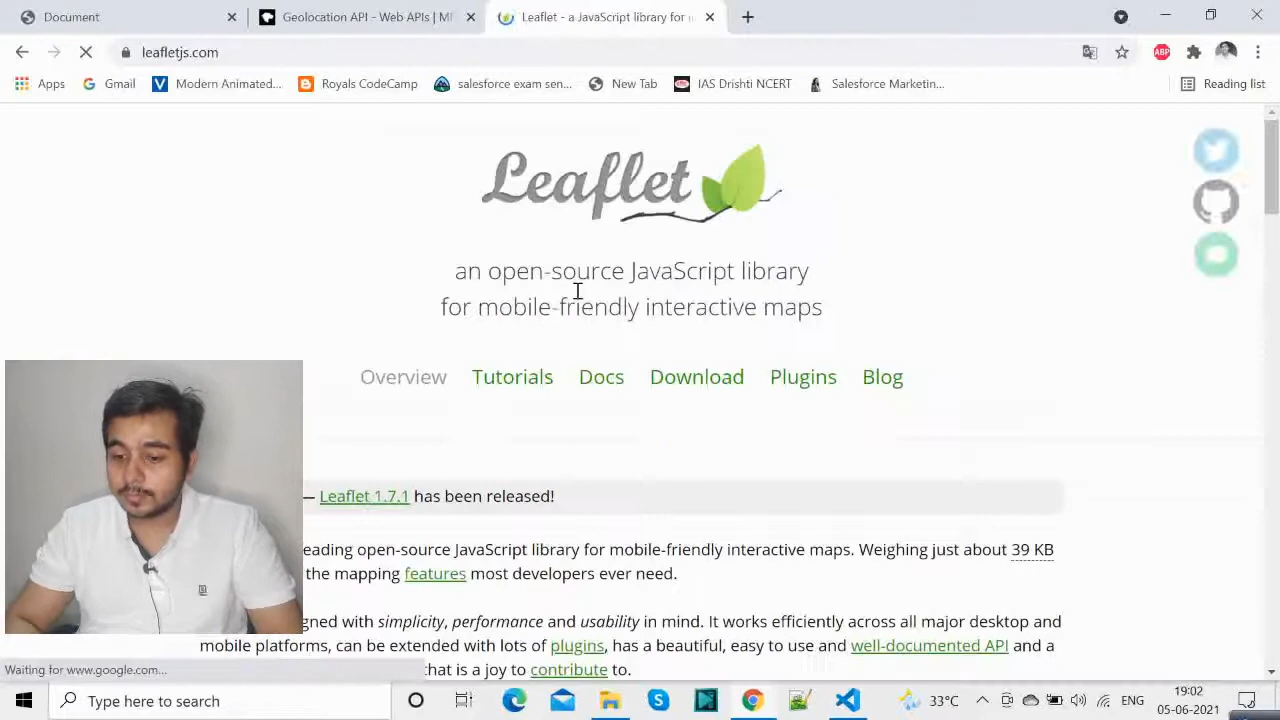 Document
Geolocation API - Web APIs | M
Leaflet - a JavaScript library for
leafletjs.com
ABP
Apps
Gmail
Modern Animated...
Royals CodeCamp
salesforce exam sen...
New Tab
IAS Drishti NCERT
Salesforce Marketin...
Reading list
Leaflet
an open-source JavaScript library
for mobile-friendly interactive maps
Overview Tutorials Docs Download Plugins Blog
— Leaflet 1.7.1 has been released!
eading open-source JavaScript library for mobile-friendly interactive maps. Weighing just about 39 KB
the mapping features most developers ever need.
gned with simplicity, performance and usability in mind. It works efficiently across all major desktop and
mobile platforms, can be extended with lots of plugins, has a beautiful, easy to use and well-documented API and a
that is a joy to contribute to.
Waiting for www.google.com...
Type here to search
33°C
ENG
19:02
05-06-2021